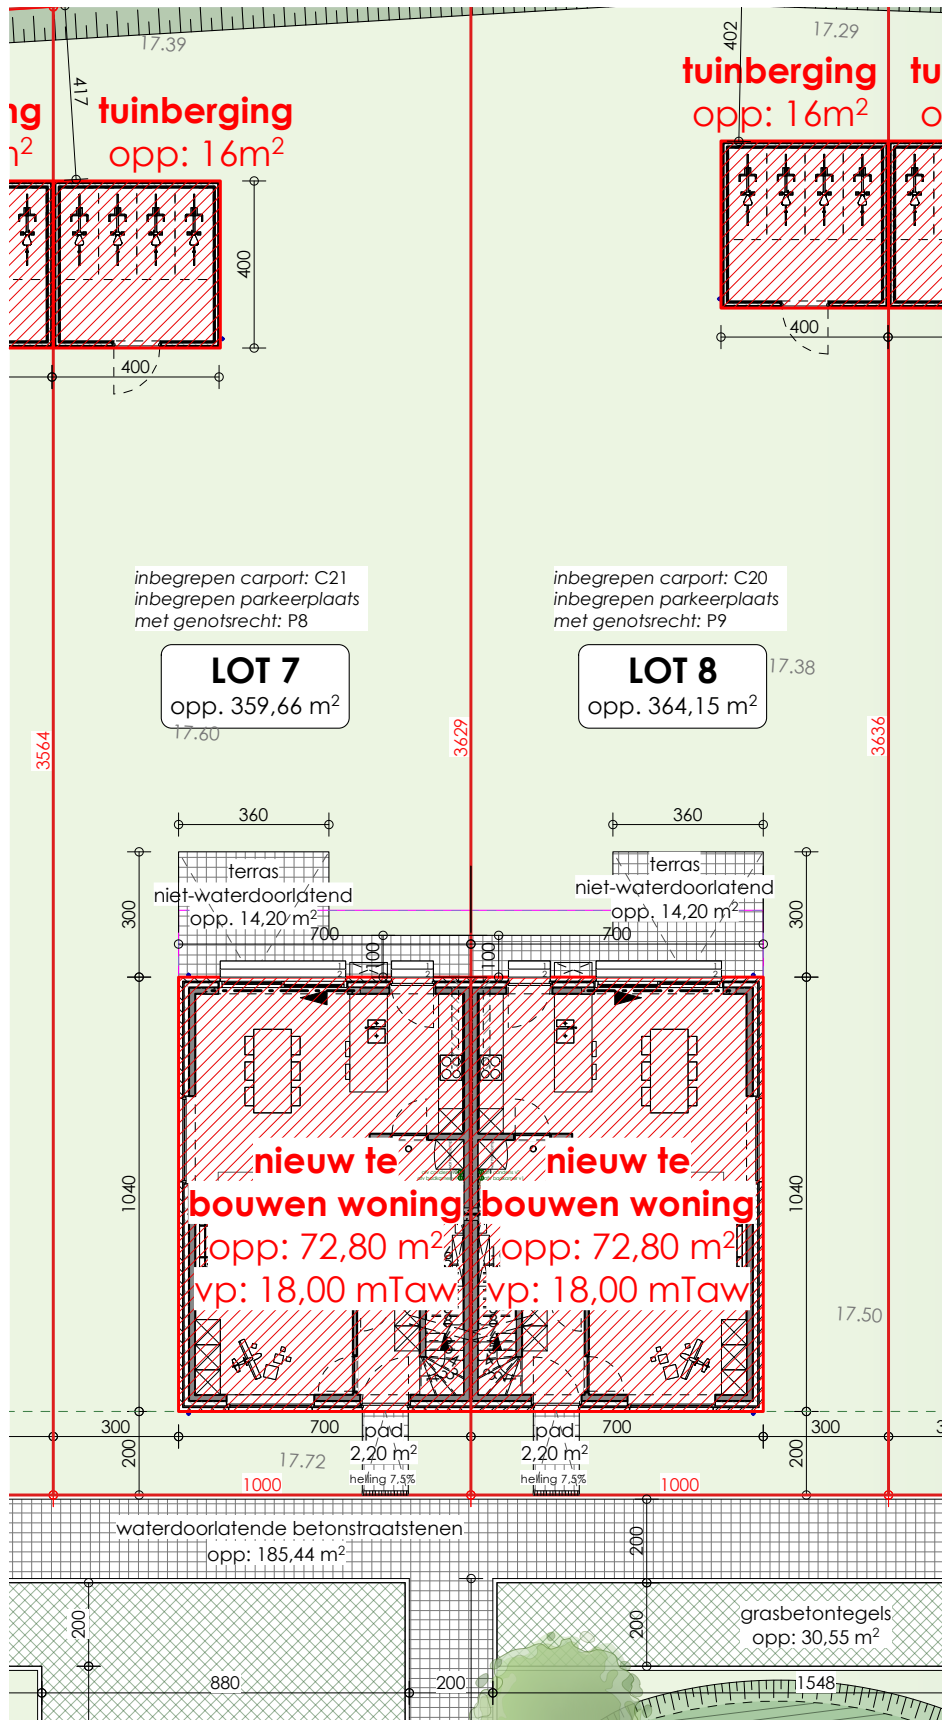 17.39
17.29
417
402
tuinberging
opp: 16m²
tuinberging
opp: 16m²
ng
m²
tu
o
400
400
400
inbegrepen carport: C21
inbegrepen parkeerplaats
met genotsrecht: P8
inbegrepen carport: C20
inbegrepen parkeerplaats
met genotsrecht: P9
LOT 7
opp. 359,66 m²
LOT 8
opp. 364,15 m²
17.38
17.60
3564
3629
3636
360
360
300
terras
niet-waterdoorlatend
opp. 14,20 m²
terras
niet-waterdoorlatend
opp. 14,20 m²
300
700
700
100
100
1040
nieuw te
bouwen woning
opp: 72,80 m²
vp: 18,00 mTaw
nieuw te
bouwen woning
opp: 72,80 m²
vp: 18,00 mTaw
1040
17.50
300
700
700
300
3
200
pad
2,20 m²
helling 7,5%
pad
2,20 m²
helling 7,5%
200
17.72
1000
1000
waterdoorlatende betonstraatstenen
opp: 185,44 m²
200
200
200
grasbetontegels
opp: 30,55 m²
880
200
1548